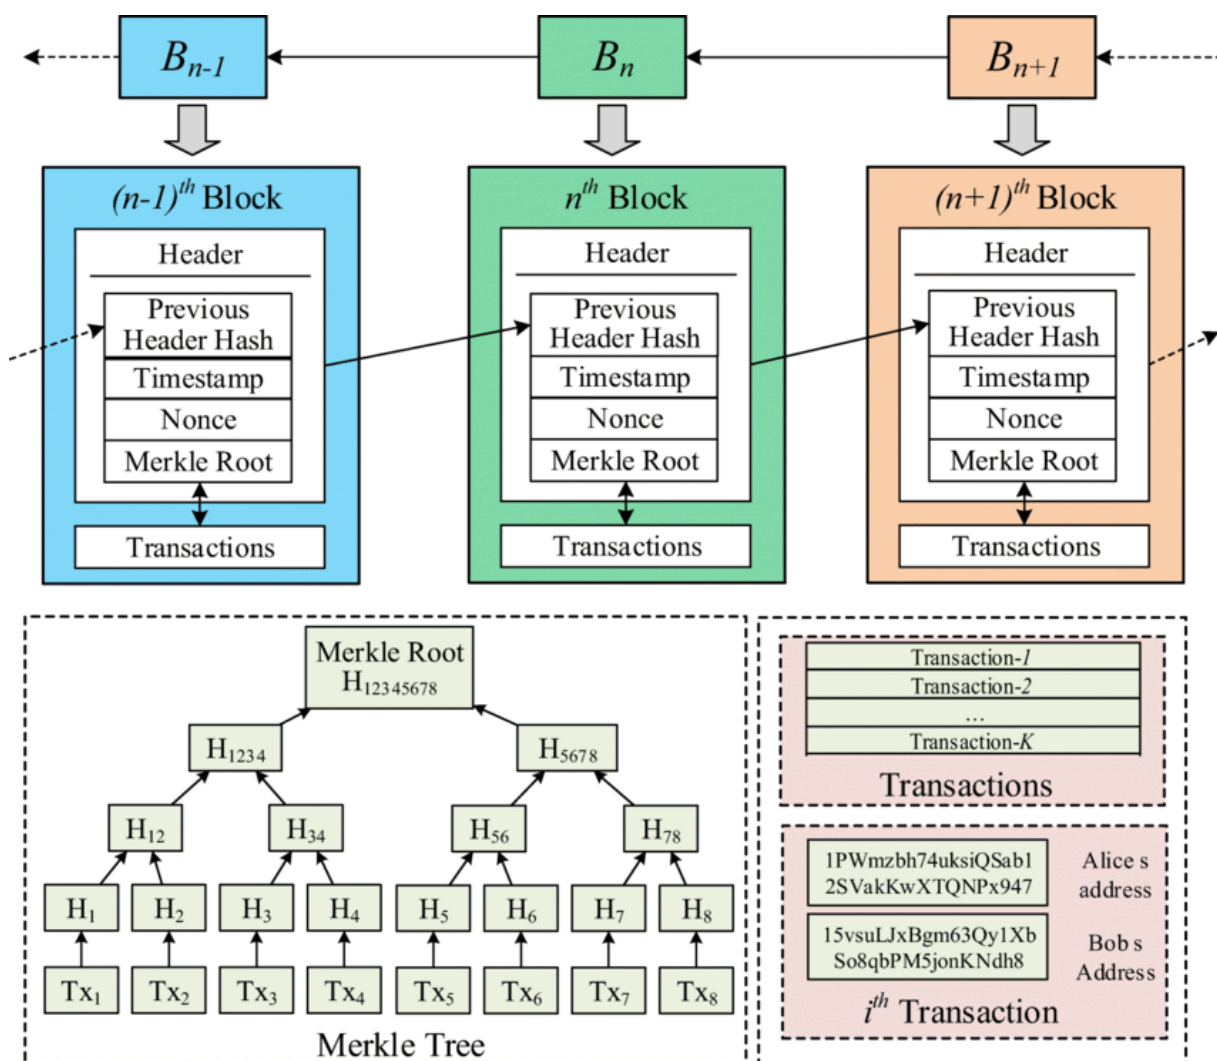 Bn-1
Bn
Bn+1
(n-1)th Block
Header
Previous
Header Hash
Timestamp
Nonce
Merkle Root
Transactions
nth Block
Header
Previous
Header Hash
Timestamp
Nonce
Merkle Root
Transactions
(n+1)th Block
Header
Previous
Header Hash
Timestamp
Nonce
Merkle Root
Transactions
Merkle Root
H12345678
H1234
H5678
H12
H34
H56
H78
H1
H2
H3
H4
H5
H6
H7
H8
Tx1
Tx2
Tx3
Tx4
Tx5
Tx6
Tx7
Tx8
Merkle Tree
Transaction-1
Transaction-2
...
Transaction-K
Transactions
1PWmzbh74uksiQSab1
2SVakKwXTQNPx947
Alice s
address
15vsuLJxBgm63Qy1Xb
So8qbPM5jonKNdh8
Bob s
Address
ith Transaction